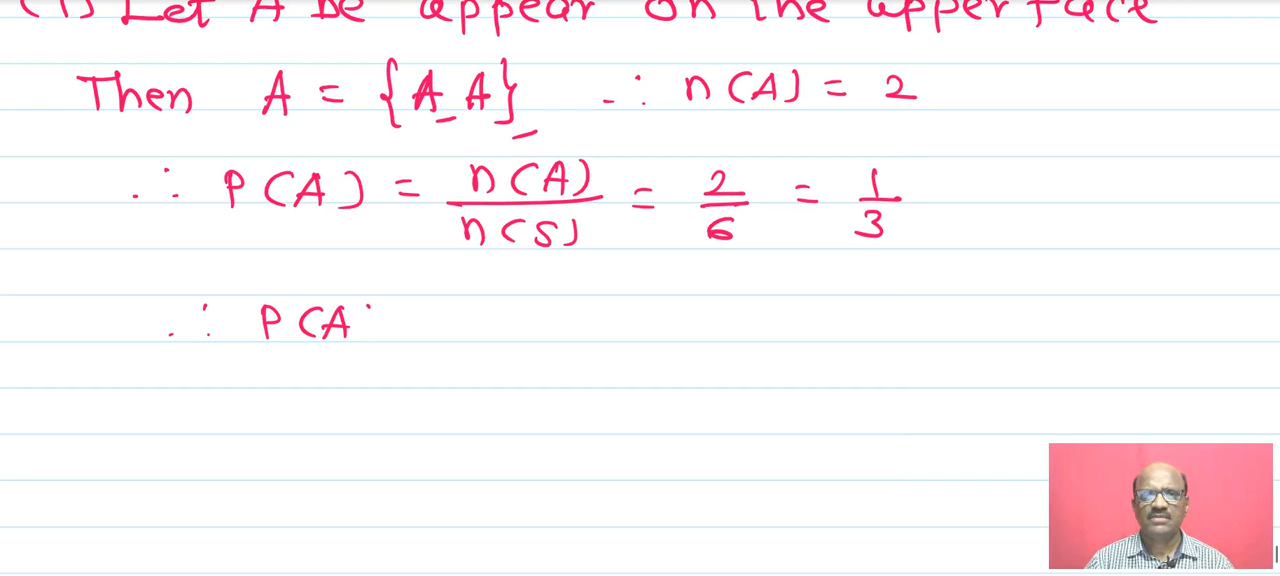 (i) Let A be appear on the upper face
Then A = {A, A} ∴ n(A) = 2
∴ P(A) = n(A)/n(S) = 2/6 = 1/3
∴ P(A